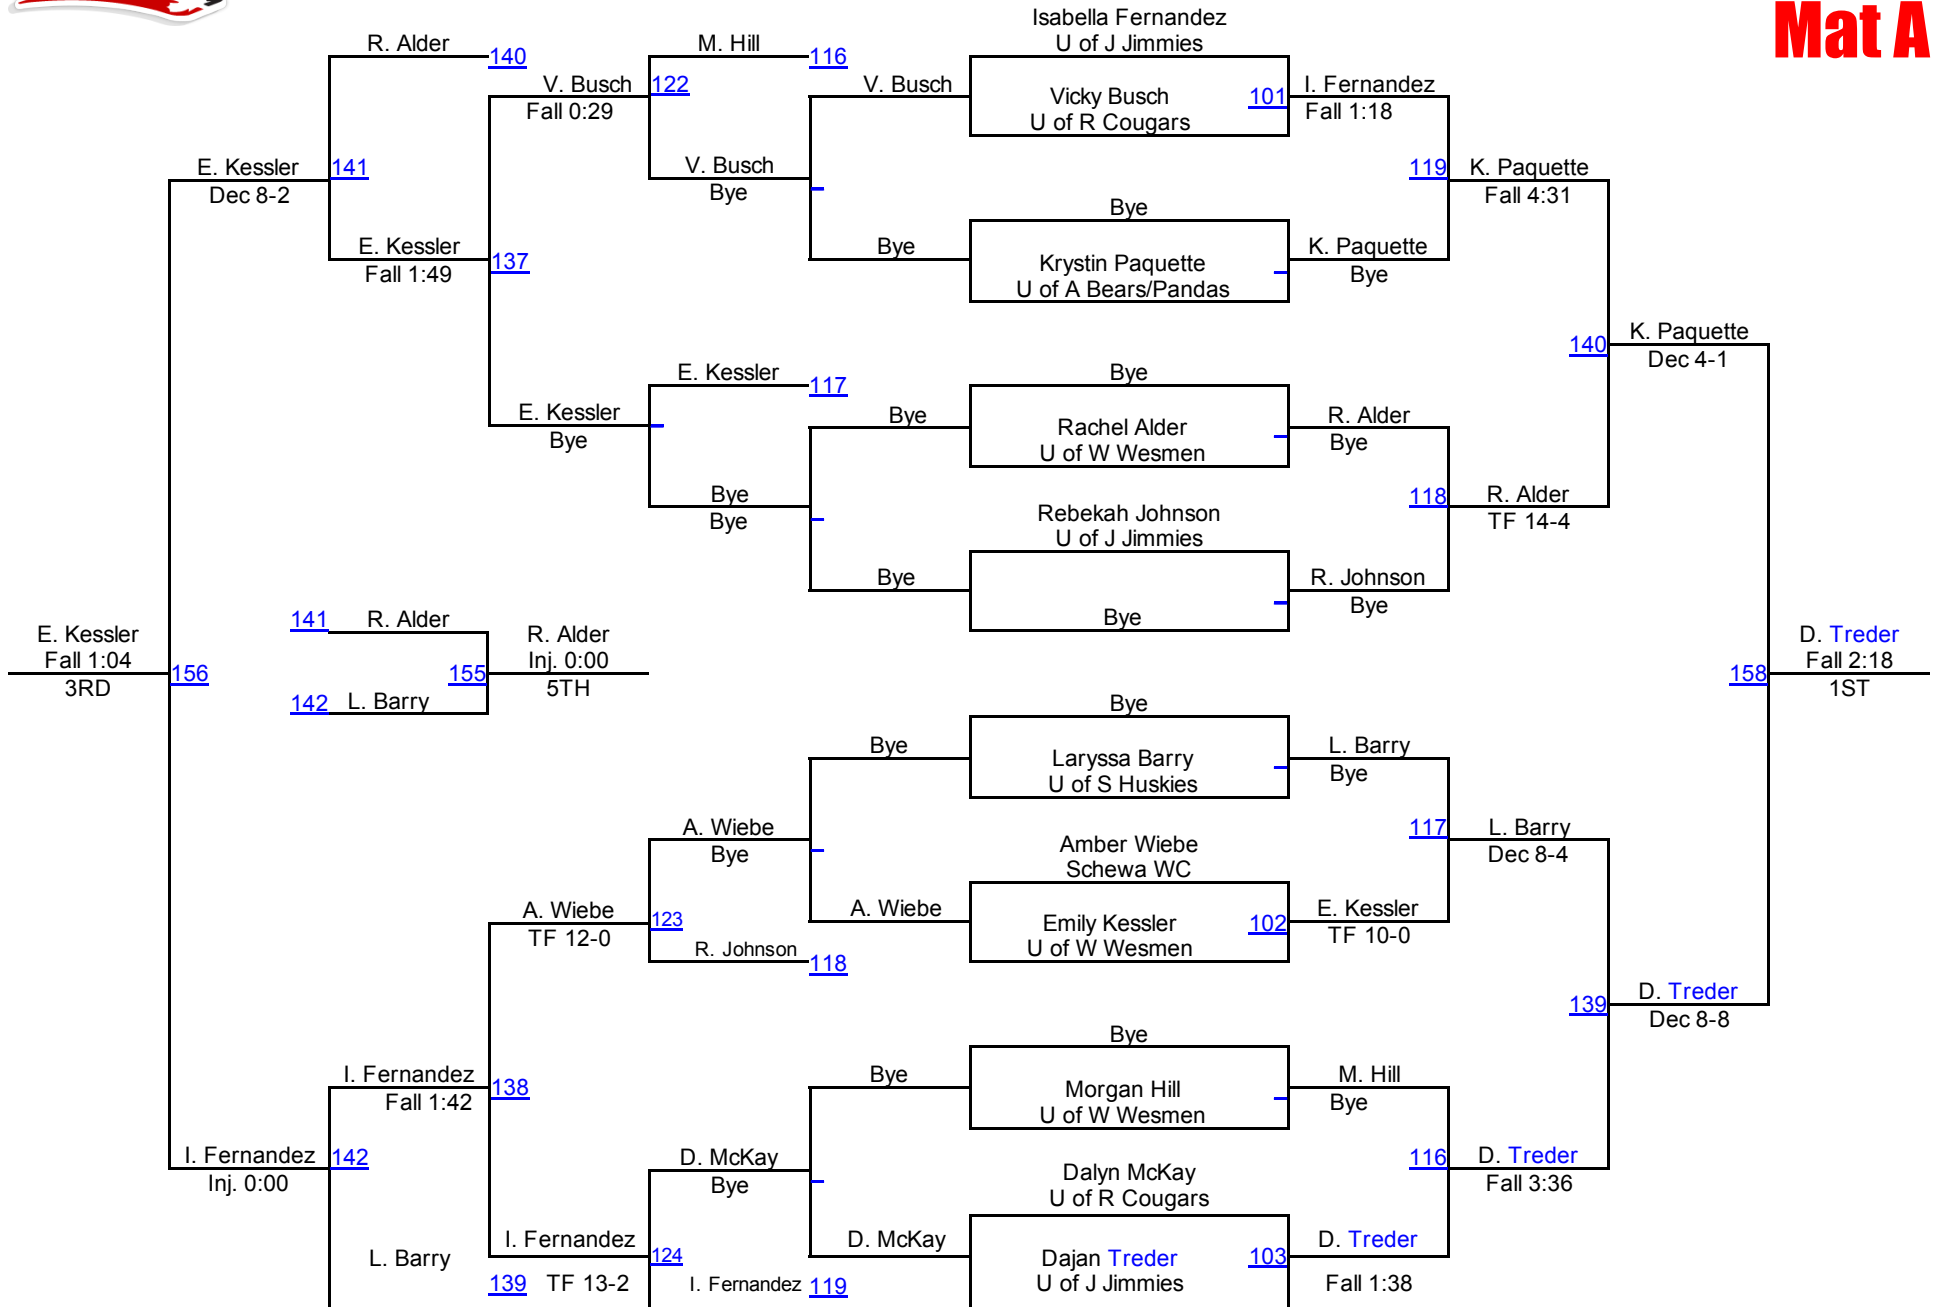 Isabella Fernandez
Mat A
R. Alder
140
M. Hill
116
U of J Jimmies
V. Busch
122
V. Busch
Vicky Busch
101
I. Fernandez
Fall 0:29
U of R Cougars
Fall 1:18
E. Kessler
141
V. Busch
119
K. Paquette
Dec 8-2
Bye
Fall 4:31
Bye
E. Kessler
137
Bye
Krystin Paquette
K. Paquette
Fall 1:49
U of A Bears/Pandas
Bye
140
K. Paquette
Dec 4-1
E. Kessler
117
Bye
E. Kessler
Bye
Rachel Alder
R. Alder
Bye
U of W Wesmen
Bye
Bye
118
R. Alder
Bye
Rebekah Johnson
TF 14-4
U of J Jimmies
Bye
R. Johnson
Bye
Bye
141
R. Alder
E. Kessler
R. Alder
D. Treder
Fall 1:04
156
155
Inj. 0:00
158
Fall 2:18
3RD
5TH
1ST
142
L. Barry
Bye
Bye
Laryssa Barry
L. Barry
U of S Huskies
Bye
A. Wiebe
117
L. Barry
Bye
Amber Wiebe
Dec 8-4
Schewa WC
A. Wiebe
123
A. Wiebe
Emily Kessler
102
E. Kessler
TF 12-0
U of W Wesmen
TF 10-0
R. Johnson
118
139
D. Treder
Dec 8-8
Bye
I. Fernandez
138
Bye
Morgan Hill
M. Hill
Fall 1:42
U of W Wesmen
Bye
I. Fernandez
142
D. McKay
116
D. Treder
Inj. 0:00
Bye
Dalyn McKay
Fall 3:36
U of R Cougars
L. Barry
I. Fernandez
124
D. McKay
Dajan Treder
103
D. Treder
139
TF 13-2
I. Fernandez
119
U of J Jimmies
Fall 1:38